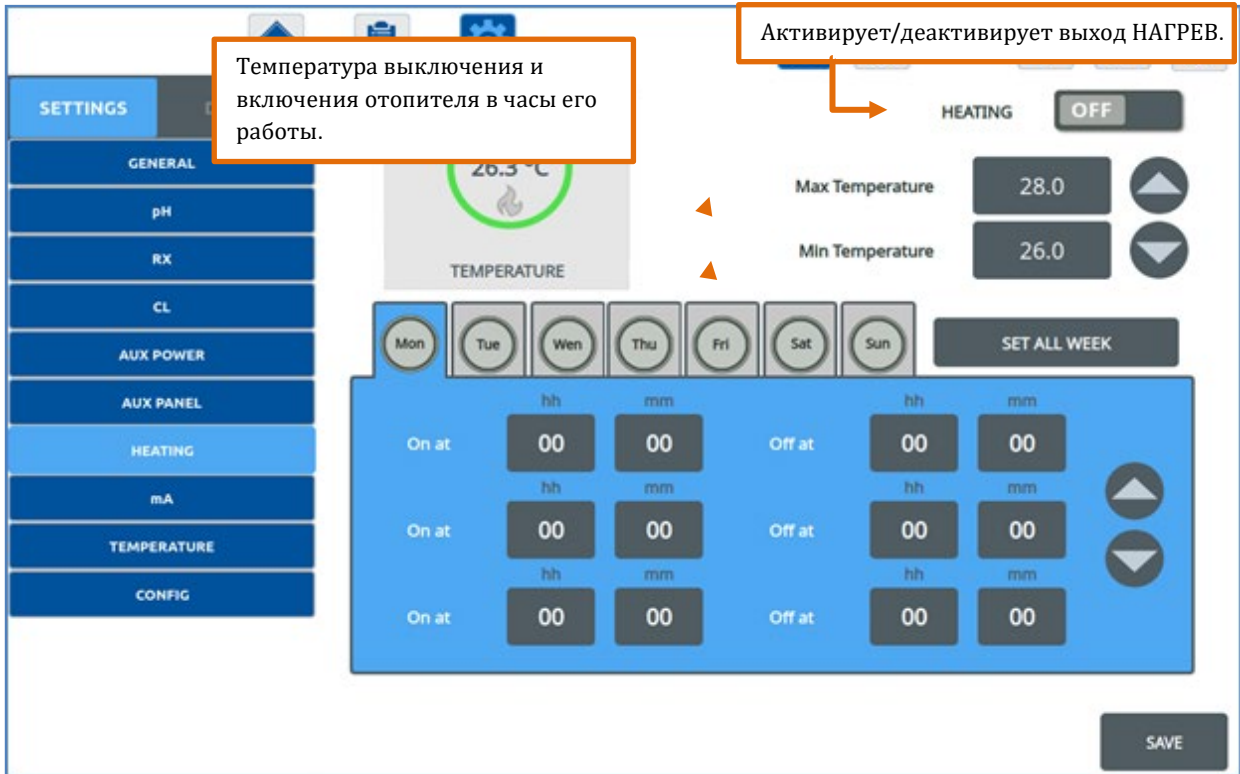 Активирует/деактивирует выход НАГРЕВ.
Температура выключения и
включения отопителя в часы его
работы.
SETTINGS
HEATING OFF
GENERAL
26.3 °C
Max Temperature 28.0
pH
RX
Min Temperature 26.0
TEMPERATURE
CL
Mon Tue Wen Thu Fri Sat Sun SET ALL WEEK
AUX POWER
AUX PANEL
hh mm hh mm
HEATING
On at 00 00 Off at 00 00
mA
hh mm hh mm
TEMPERATURE
On at 00 00 Off at 00 00
hh mm hh mm
CONFIG
On at 00 00 Off at 00 00
SAVE